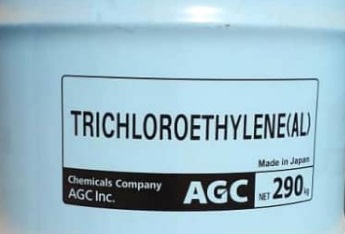 TRICHLOROETHYLENE(AL)
Made in Japan
Chemicals Company
AGC Inc.
AGC
NET 290kg